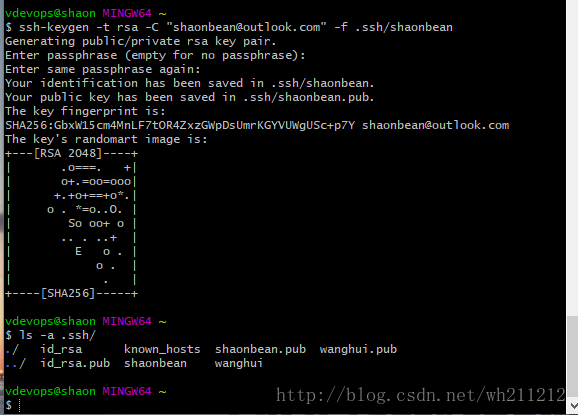 vdevops@shaon MINGW64 ~
$ ssh-keygen -t rsa -C "shaonbean@outlook.com" -f .ssh/shaonbean
Generating public/private rsa key pair.
Enter passphrase (empty for no passphrase):
Enter same passphrase again:
Your identification has been saved in .ssh/shaonbean.
Your public key has been saved in .ssh/shaonbean.pub.
The key fingerprint is:
SHA256:GbxW15cm4MnLF7tOR4ZxzGWpDsUmrKGYVUWgUSc+p7Y shaonbean@outlook.com
The key's randomart image is:
+---[RSA 2048]----+
|       .o===.   +|
|       o+.=oo=ooo|
|      +.+o+==+o*.|
|     o . *=o..O. |
|        So oo+ o |
|       .. . ..+  |
|         E   o . |
|            o .  |
|             .   |
+----[SHA256]-----+
vdevops@shaon MINGW64 ~
$ ls -a .ssh/
./   id_rsa      known_hosts  shaonbean.pub  wanghui.pub
../  id_rsa.pub  shaonbean    wanghui
vdevops@shaon MINGW64 ~
$
http://blog.csdn.net/wh211212